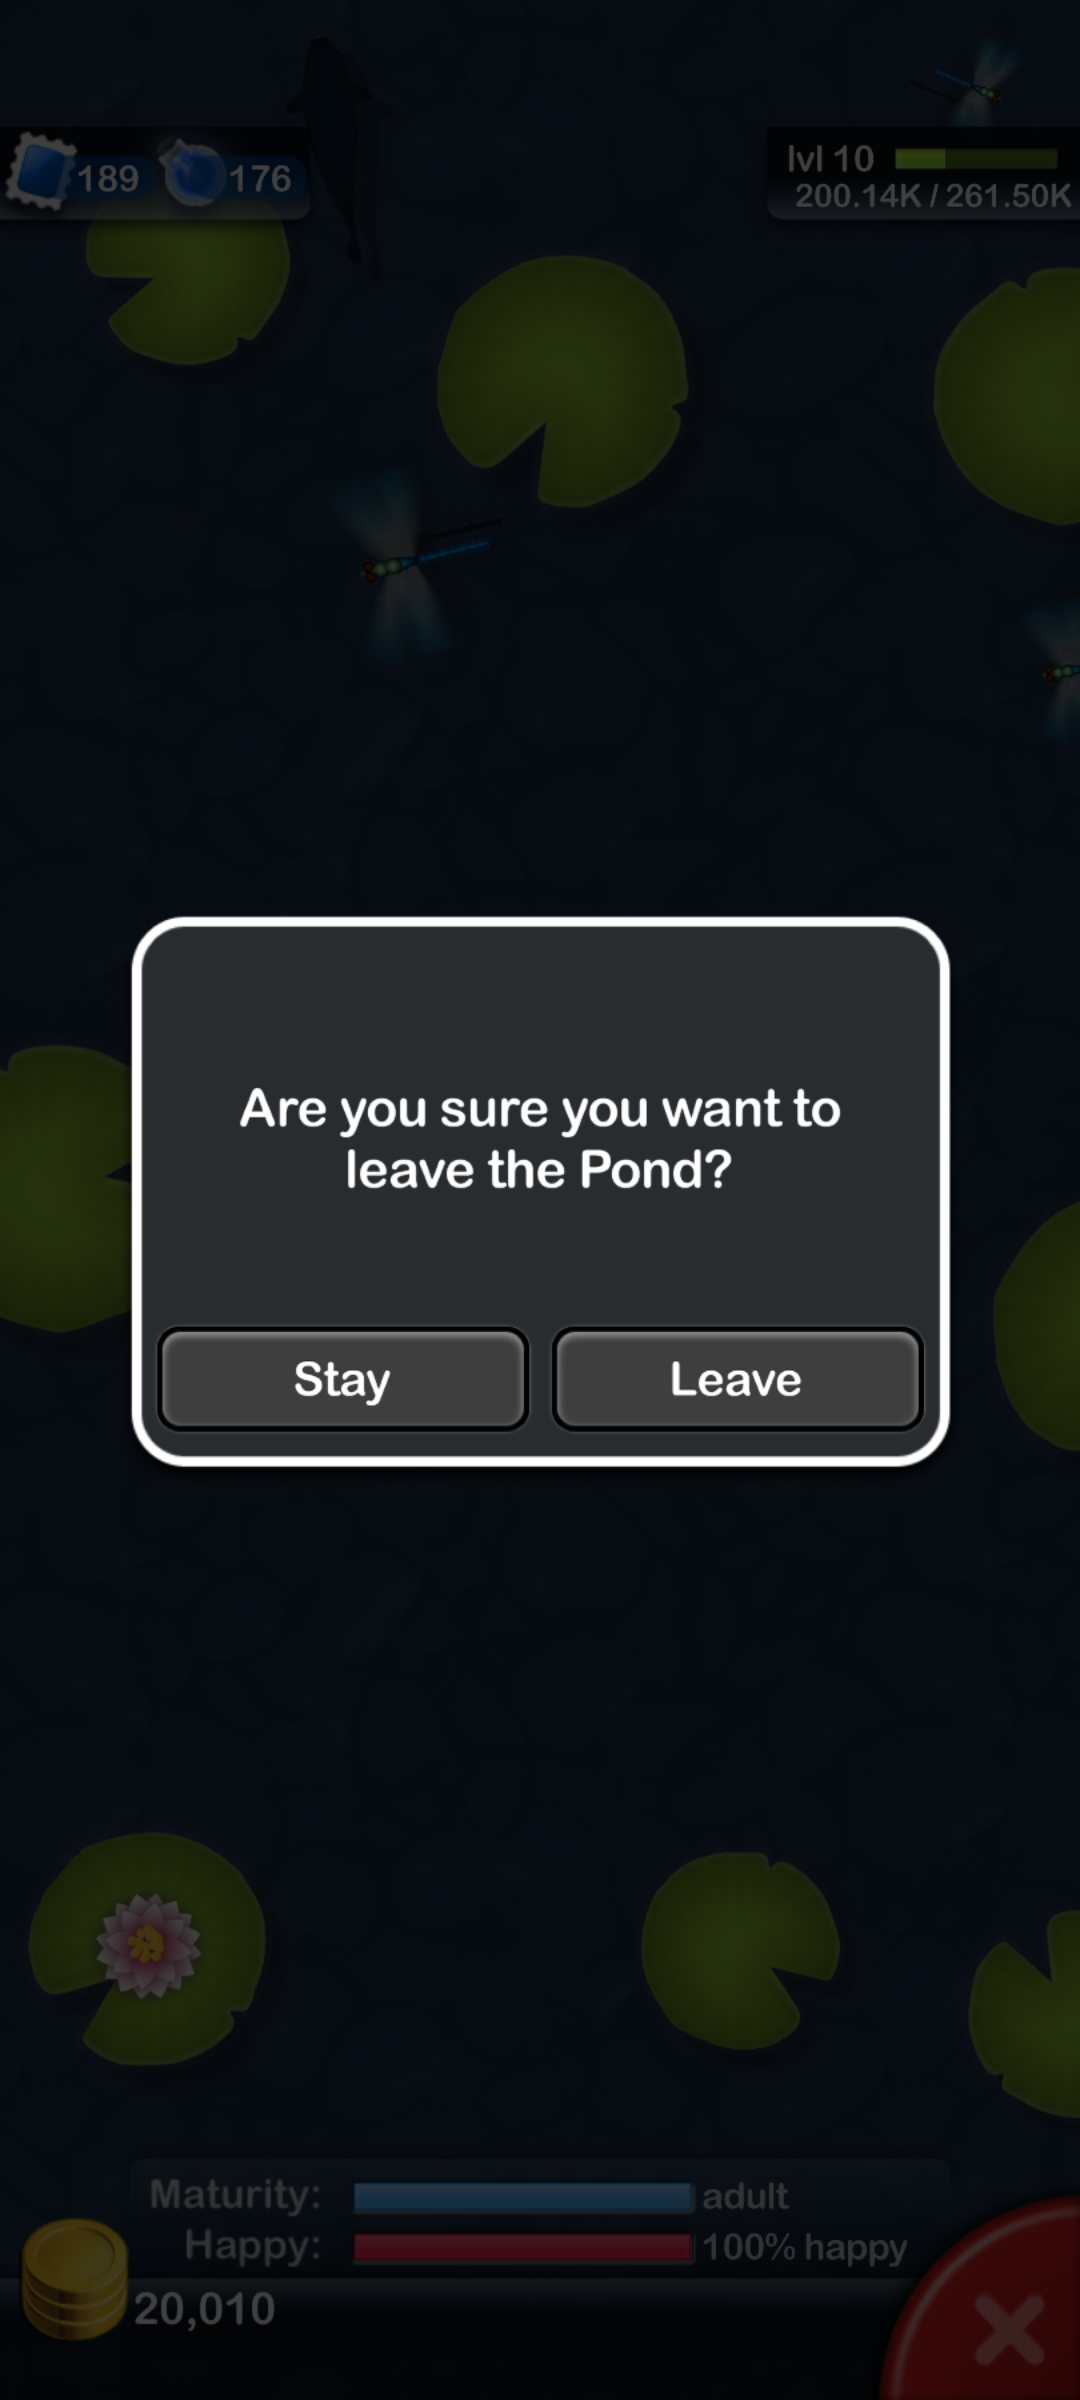 189 176
lvl 10
200.14K / 261.50K
Are you sure you want to
leave the Pond?
Stay Leave
Maturity: adult
Happy: 100% happy
20,010